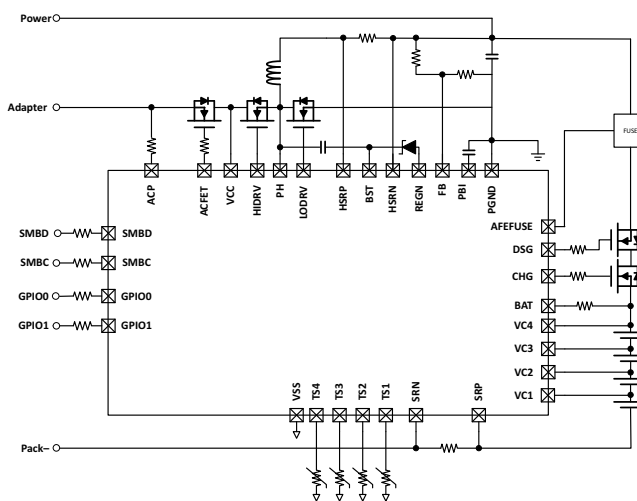 Power
Adapter
FUSE
ACP
ACFET
VCC
HIDRV
PH
LODRV
HSRP
BST
HSRN
REGN
FB
PBI
PGND
AFEFUSE
DSG
CHG
BAT
VC4
VC3
VC2
VC1
SMBD
SMBD
SMBC
SMBC
GPIO0
GPIO0
GPIO1
GPIO1
VSS
TS4
TS3
TS2
TS1
SRN
SRP
Pack–